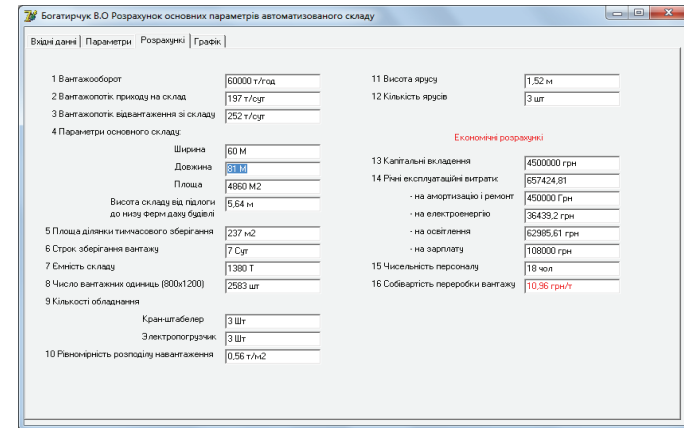 Богатирчук В.О Розрахунок основних параметрів автоматизованого складу
Вхідні данні Параметри Розрахункі Графік
1 Вантажооборот 60000 т/год
2 Вантажопотік приходу на склад 197 т/сут
3 Вантажопотік відвантаження зі складу 252 т/сут
4 Параметри основного складу:
Ширина 60 М
Довжина 81 М
Площа 4860 М2
Висота складу від підлоги
до низу ферм даху будівлі 5,64 м
5 Площа ділянки тимчасового зберігання 237 м2
6 Строк зберігання вантажу 7 Сут
7 Ємність складу 1380 Т
8 Число вантажних одиниць (800x1200) 2583 шт
9 Кількості обладнання
Кран-штабелер 3 Шт
Электропогрузчик 3 Шт
10 Рівномірність розподілу навантаження 0,56 т/м2
11 Висота ярусу 1,52 м
12 Кількість ярусів 3 шт
Економічні розрахункі
13 Капітальні вкладення 4500000 грн
14 Річні експлуатаційні витрати: 657424,81
- на амортизацію і ремонт 450000 Грн
- на електроенергію 36439,2 грн
- на освітлення 62985,61 грн
- на зарплату 108000 грн
15 Чисельність персоналу 18 чол
16 Собівартість переробки вантажу 10,96 грн/т